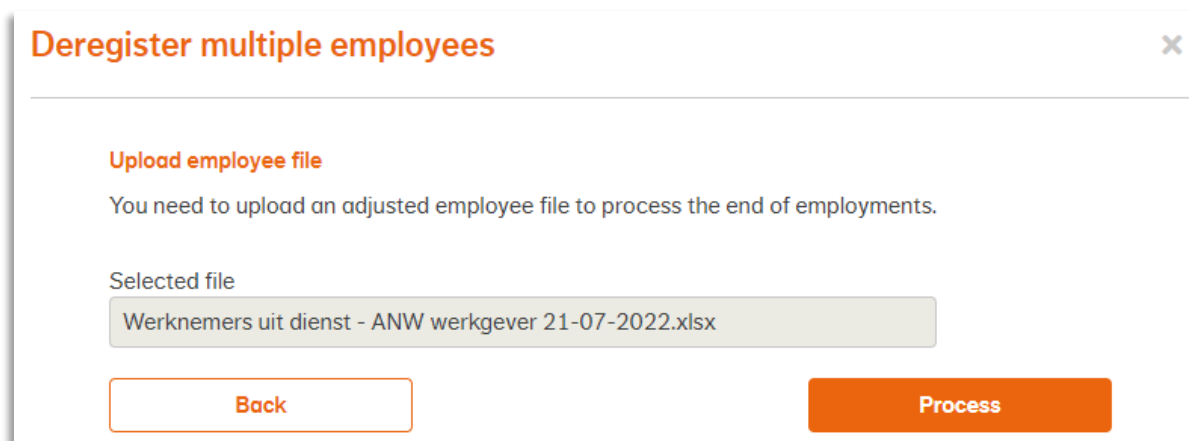 Deregister multiple employees
Upload employee file
You need to upload an adjusted employee file to process the end of employments.
Selected file
Werknemers uit dienst - ANW werkgever 21-07-2022.xlsx
Back
Process